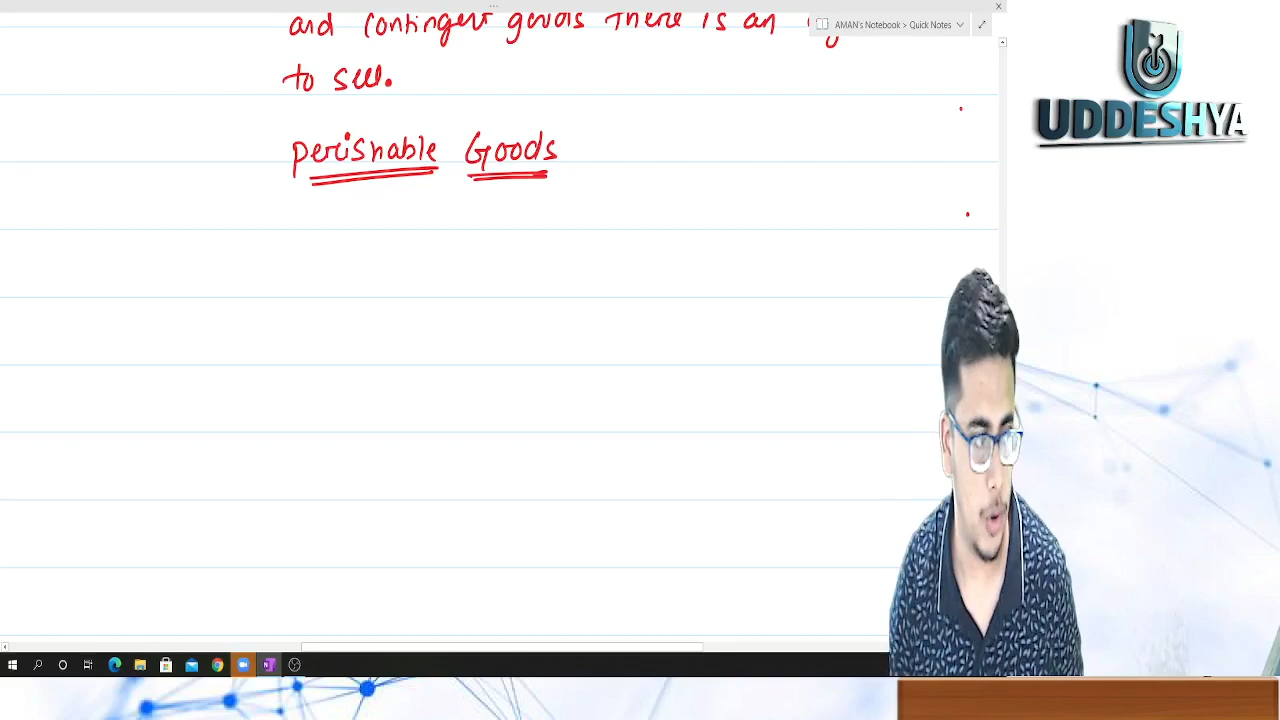 and contingent goods there is an
AMAN's Notebook > Quick Notes
to sell.
UDDESHYA
perishable Goods